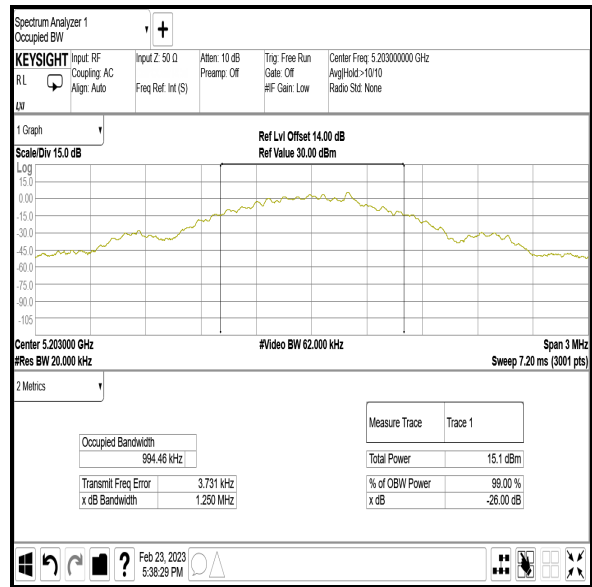 Spectrum Analyzer 1
Occupied BW
KEYSIGHT
RL
LXI
Input: RF
Coupling: AC
Align: Auto
Input Z: 50 Ω
Freq Ref: Int (S)
Atten: 10 dB
Preamp: Off
Trig: Free Run
Gate: Off
#IF Gain: Low
Center Freq: 5.203000000 GHz
Avg|Hold:>10/10
Radio Std: None
1 Graph
Scale/Div 15.0 dB
Ref Lvl Offset 14.00 dB
Ref Value 30.00 dBm
Log
15.0
0.00
-15.0
-30.0
-45.0
-60.0
-75.0
-90.0
-105
Center 5.203000 GHz
#Res BW 20.000 kHz
#Video BW 62.000 kHz
Span 3 MHz
Sweep 7.20 ms (3001 pts)
2 Metrics
Occupied Bandwidth
994.46 kHz
Transmit Freq Error 3.731 kHz
x dB Bandwidth 1.250 MHz
Measure Trace Trace 1
Total Power 15.1 dBm
% of OBW Power 99.00 %
x dB -26.00 dB
?
Feb 23, 2023
5:38:29 PM